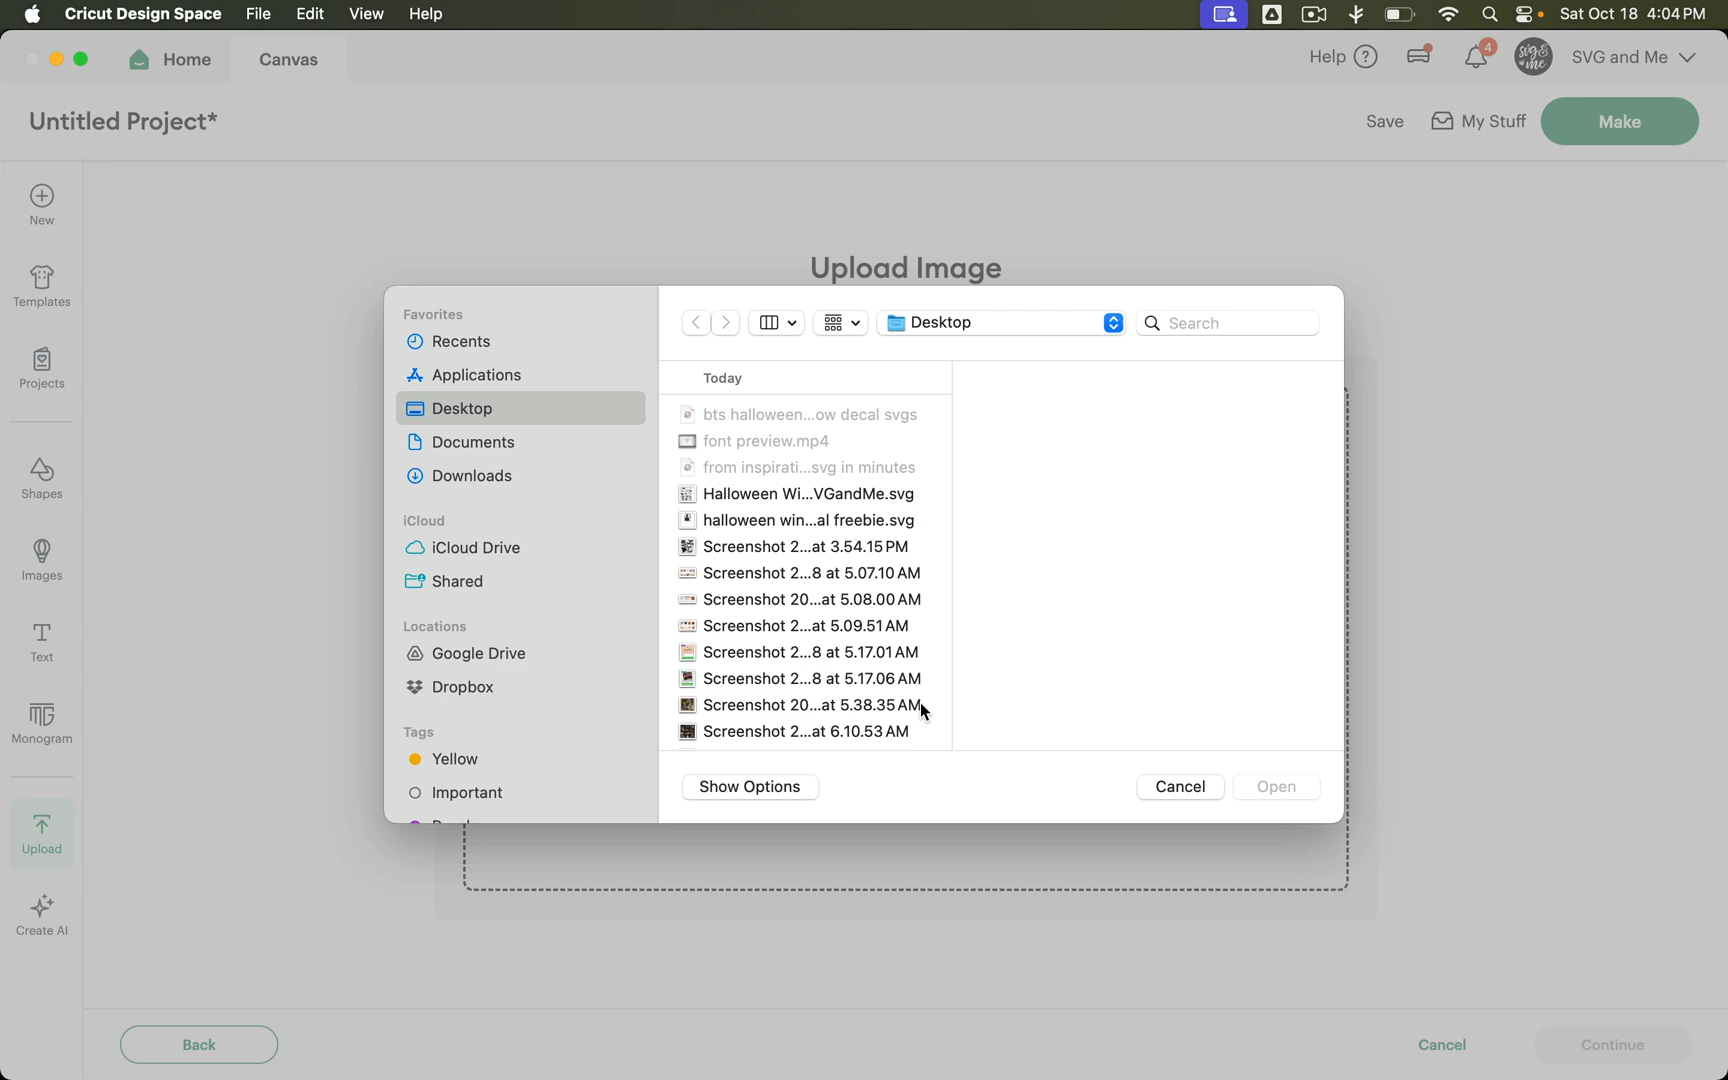 Cricut Design Space File Edit View Help Sat Oct 18 4:04 PM
Home Canvas Help ? 4 svg & me SVG and Me
Untitled Project* Save My Stuff Make
New
Templates
Projects
Shapes
Images
Text
Monogram
Upload
Create AI
Upload Image
Favorites
Recents
Applications
Desktop
Documents
Downloads
iCloud
iCloud Drive
Shared
Locations
Google Drive
Dropbox
Tags
Yellow
Important
Desktop Search
Today
bts halloween...ow decal svgs
font preview.mp4
from inspirati...svg in minutes
Halloween Wi...VGandMe.svg
halloween win...al freebie.svg
Screenshot 2...at 3.54.15 PM
Screenshot 2...8 at 5.07.10 AM
Screenshot 20...at 5.08.00 AM
Screenshot 2...at 5.09.51 AM
Screenshot 2...8 at 5.17.01 AM
Screenshot 2...8 at 5.17.06 AM
Screenshot 20...at 5.38.35 AM
Screenshot 2...at 6.10.53 AM
Show Options Cancel Open
Back Cancel Continue